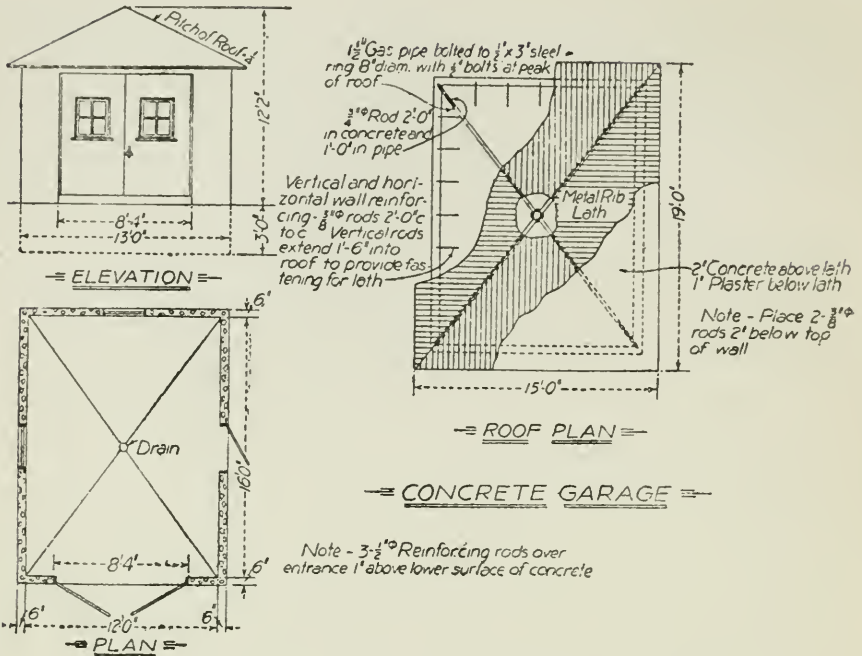 Pitch of Roof-¼
12'2"
3'-0"
8'-4"
13'0"
ELEVATION
1½" Gas pipe bolted to ½" x 3" steel
ring 8" diam. with ½" bolts at peak
of roof
¾"ᶲ Rod 2'-0"
in concrete and
1'-0" in pipe
Vertical and hori-
zontal wall reinfor-
cing - ⅜"ᶲ rods 2'-0" c
to c Vertical rods
extend 1'-6" into
roof to provide fas
tening for lath
Metal Rib
Lath
19'0"
2" Concrete above lath
1" Plaster below lath
Note - Place 2-⅜"ᶲ
rods 2" below top
of wall
15'-0"
ROOF PLAN
6"
Drain
16'0"
8'-4"
6"
6"
12'0"
6"
PLAN
CONCRETE GARAGE
Note - 3-½"ᶲ Reinforcing rods over
entrance 1" above lower surface of concrete